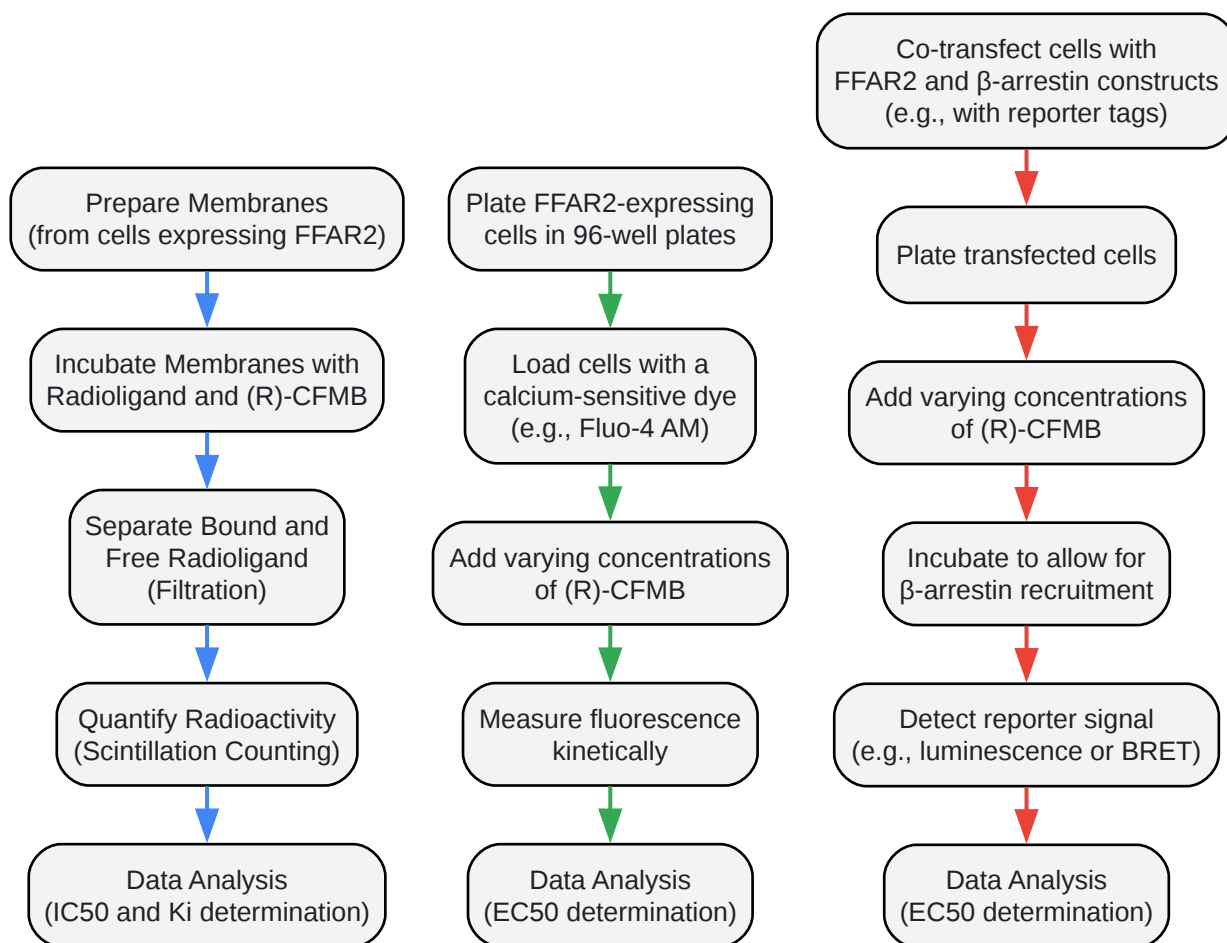 Prepare Membranes
(from cells expressing FFAR2)
Incubate Membranes with
Radioligand and (R)-CFMB
Separate Bound and
Free Radioligand
(Filtration)
Quantify Radioactivity
(Scintillation Counting)
Data Analysis
(IC50 and Ki determination)
Plate FFAR2-expressing
cells in 96-well plates
Load cells with a
calcium-sensitive dye
(e.g., Fluo-4 AM)
Add varying concentrations
of (R)-CFMB
Measure fluorescence
kinetically
Data Analysis
(EC50 determination)
Co-transfect cells with
FFAR2 and β-arrestin constructs
(e.g., with reporter tags)
Plate transfected cells
Add varying concentrations
of (R)-CFMB
Incubate to allow for
β-arrestin recruitment
Detect reporter signal
(e.g., luminescence or BRET)
Data Analysis
(EC50 determination)